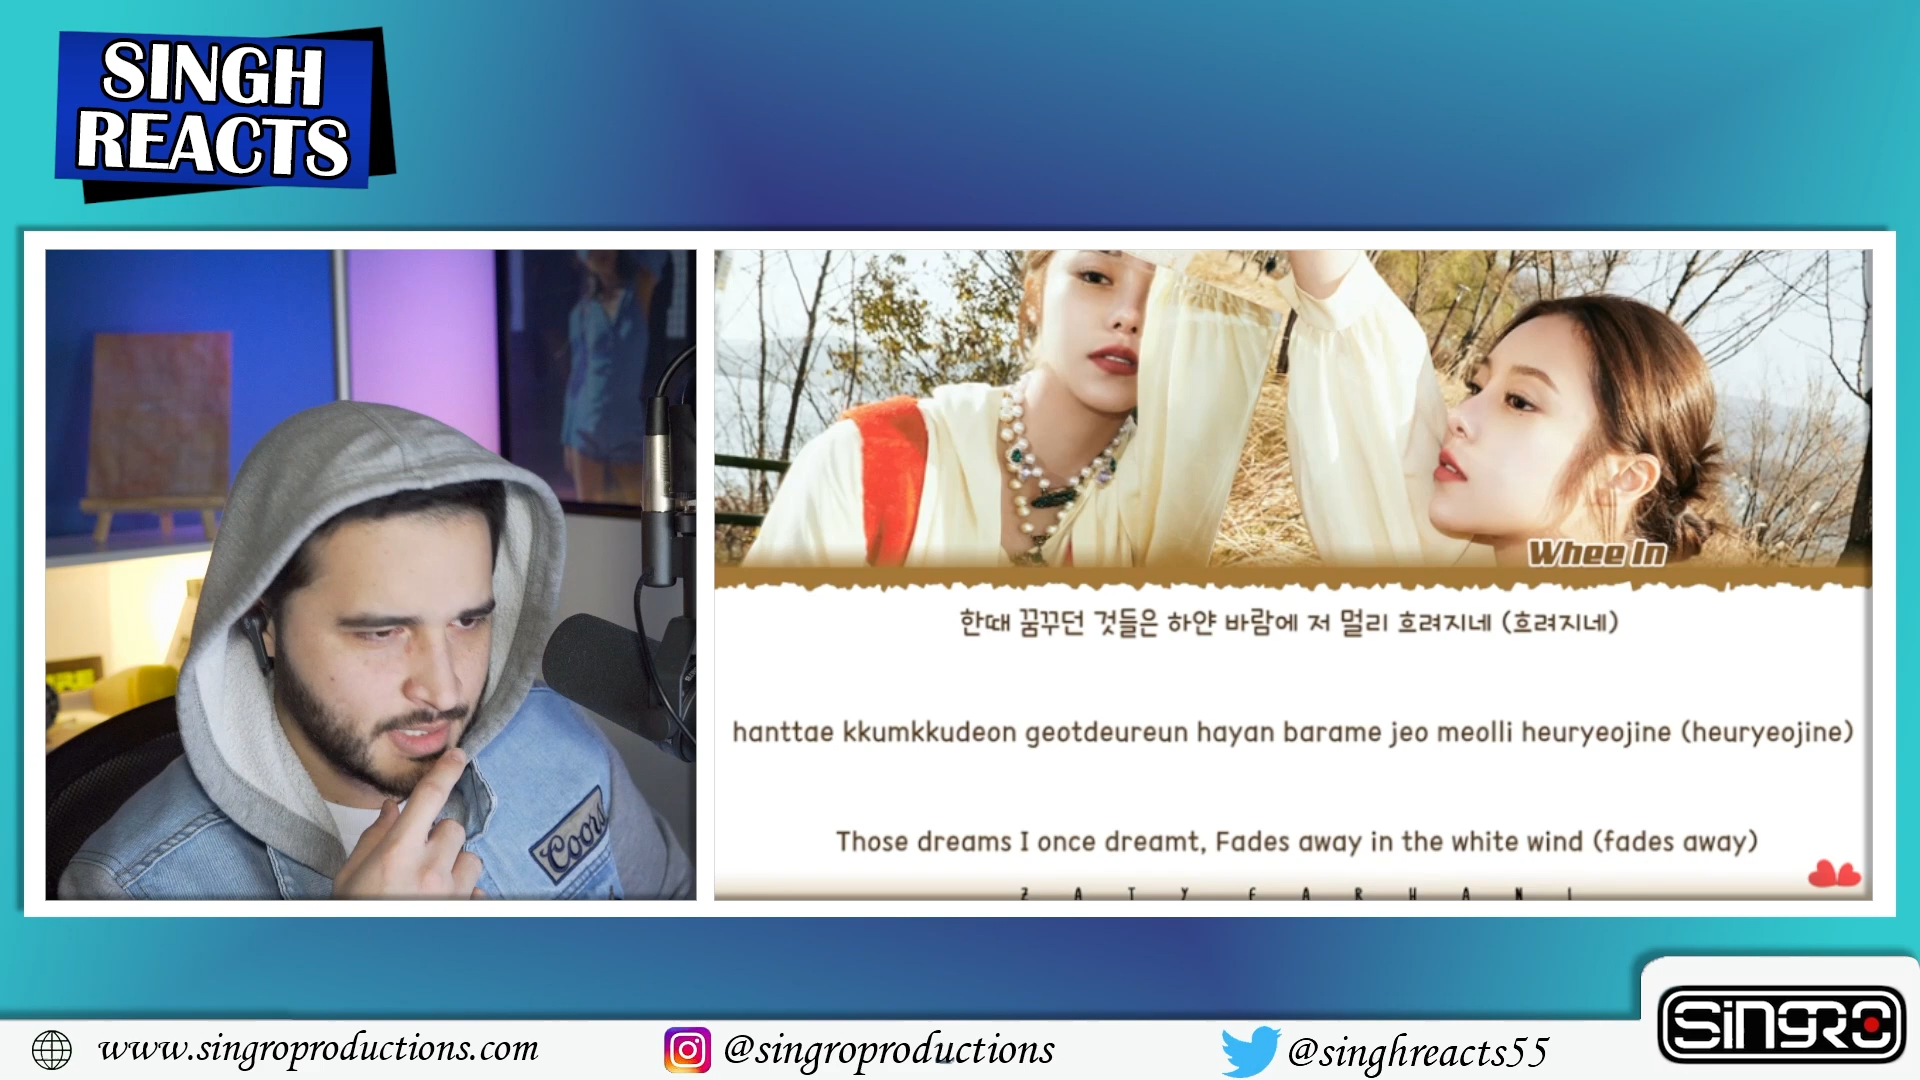 SINGH
REACTS
Coors
Whee In
한때 꿈꾸던 것들은 하얀 바람에 저 멀리 흐려지네 (흐려지네)
hanttae kkumkkudeon geotdeureun hayan barame jeo meolli heuryeojine (heuryeojine)
Those dreams I once dreamt, Fades away in the white wind (fades away)
Z A T Y F A R H A N I
SINGRO
www.singroproductions.com
@singroproductions
@singhreacts55